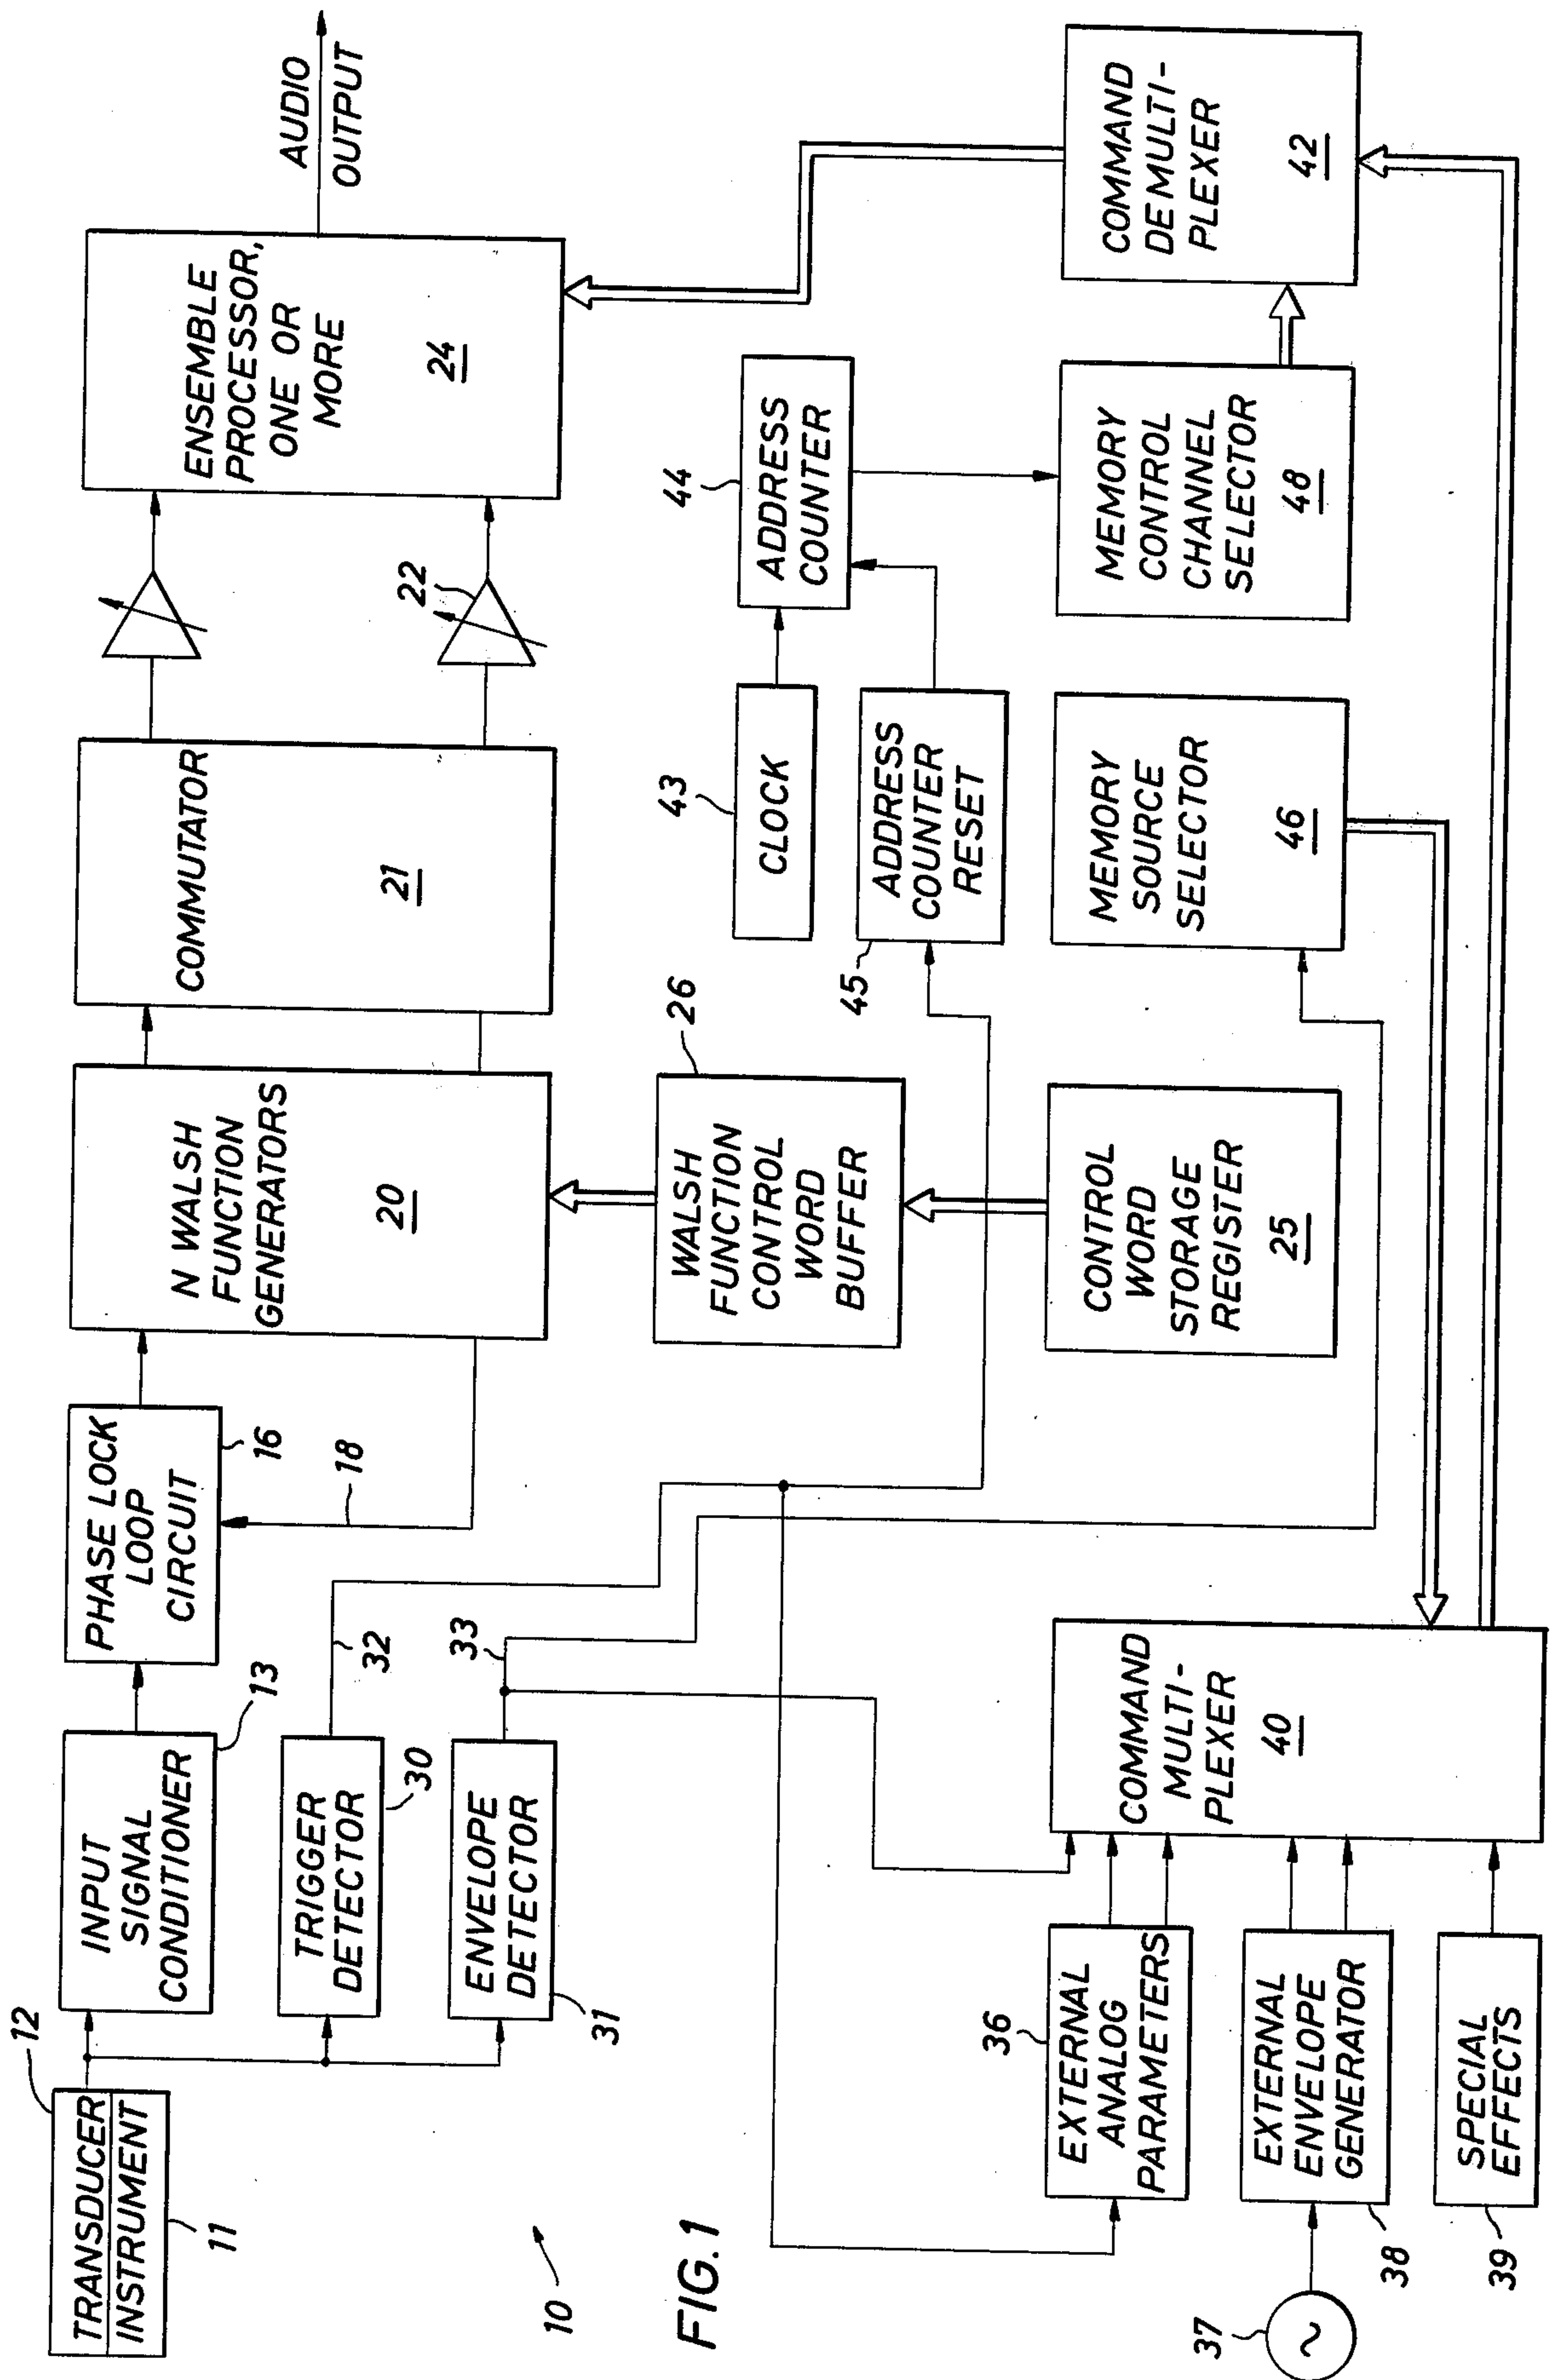 12
TRANSDUCER
INSTRUMENT
11
INPUT
SIGNAL
CONDITIONER
13
PHASE LOCK
LOOP
CIRCUIT
16
18
N WALSH
FUNCTION
GENERATORS
20
COMMUTATOR
21
22
ENSEMBLE
PROCESSOR,
ONE OR
MORE
24
AUDIO
OUTPUT
TRIGGER
DETECTOR
30
32
ENVELOPE
DETECTOR
31
33
WALSH
FUNCTION
CONTROL
WORD
BUFFER
26
CONTROL
WORD
STORAGE
REGISTER
25
43
CLOCK
44
ADDRESS
COUNTER
45
ADDRESS
COUNTER
RESET
MEMORY
SOURCE
SELECTOR
46
MEMORY
CONTROL
CHANNEL
SELECTOR
48
COMMAND
DEMULTI-
PLEXER
42
10
FIG.1
36
EXTERNAL
ANALOG
PARAMETERS
37
~
EXTERNAL
ENVELOPE
GENERATOR
38
SPECIAL
EFFECTS
39
COMMAND
MULTI-
PLEXER
40